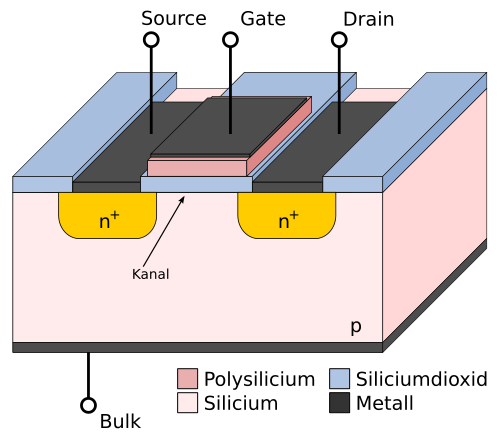 Source Gate Drain
n+ n+
Kanal
p
Polysilicium Siliciumdioxid
Silicium Metall
Bulk